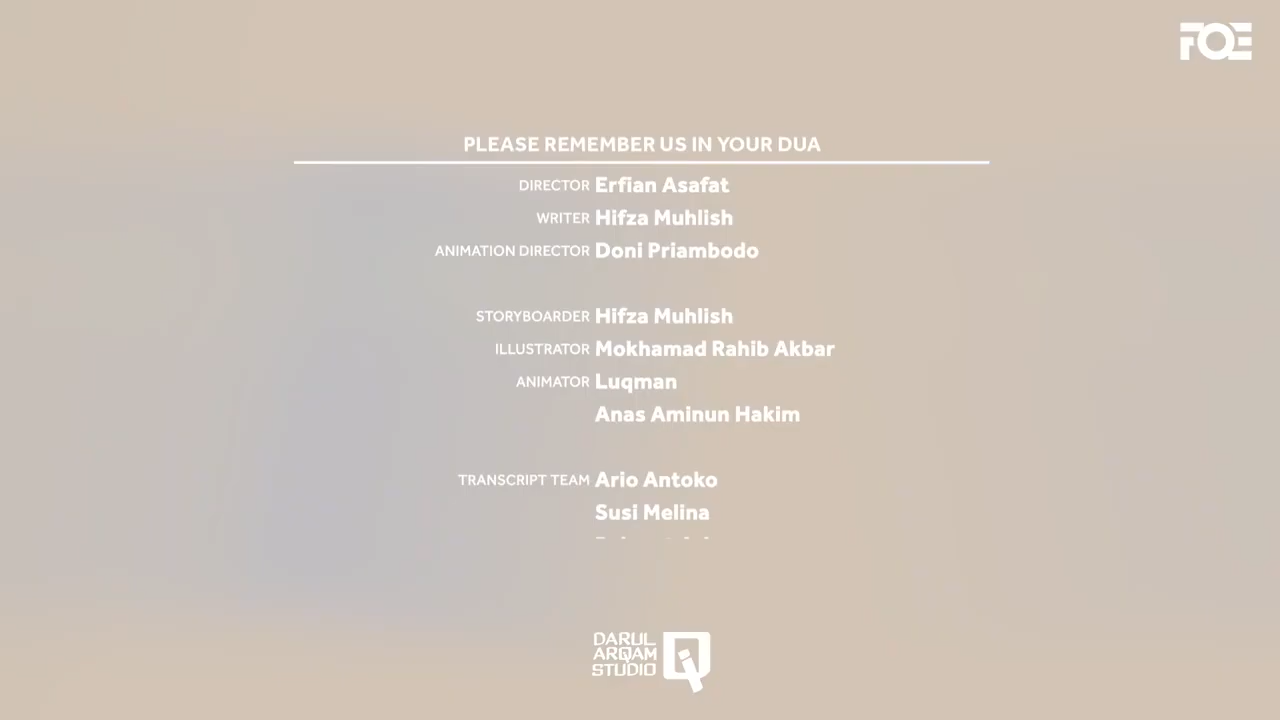 FOE
PLEASE REMEMBER US IN YOUR DUA
DIRECTOR Erfian Asafat
WRITER Hifza Muhlish
ANIMATION DIRECTOR Doni Priambodo
STORYBOARDER Hifza Muhlish
ILLUSTRATOR Mokhamad Rahib Akbar
ANIMATOR Luqman
Anas Aminun Hakim
TRANSCRIPT TEAM Ario Antoko
Susi Melina
DARUL
ARQAM
STUDIO